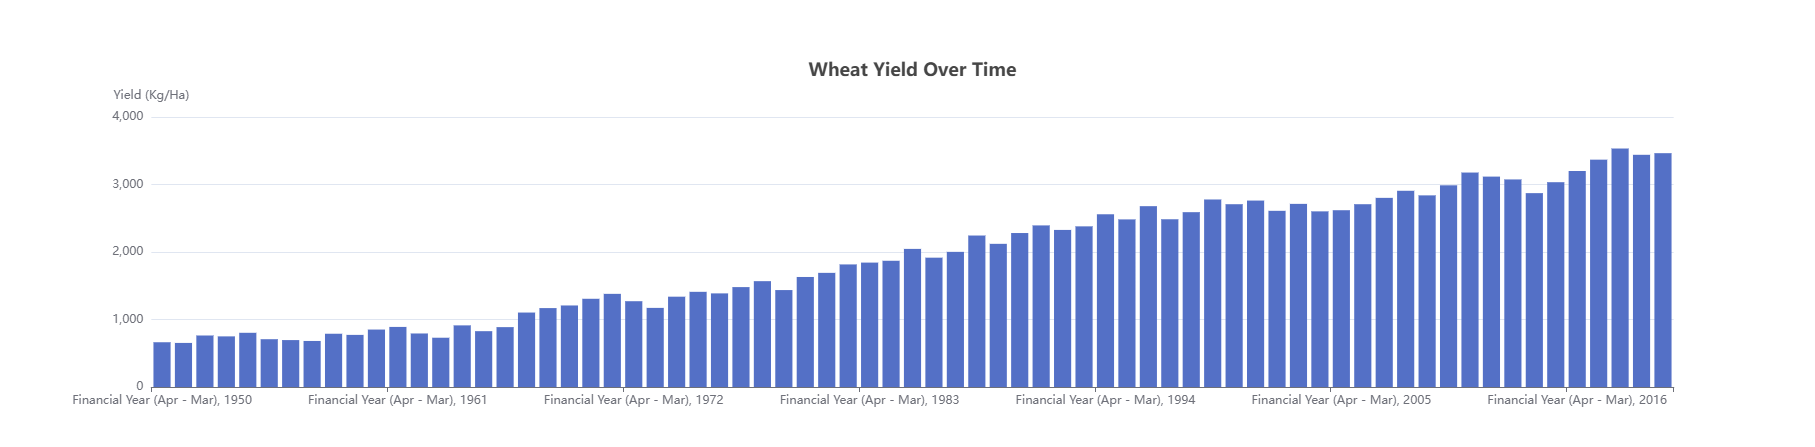 Wheat Yield Over Time
Yield (Kg/Ha)
4,000
3,000
2,000
1,000
0
Financial Year (Apr - Mar), 1950
Financial Year (Apr - Mar), 1961
Financial Year (Apr - Mar), 1972
Financial Year (Apr - Mar), 1983
Financial Year (Apr - Mar), 1994
Financial Year (Apr - Mar), 2005
Financial Year (Apr - Mar), 2016